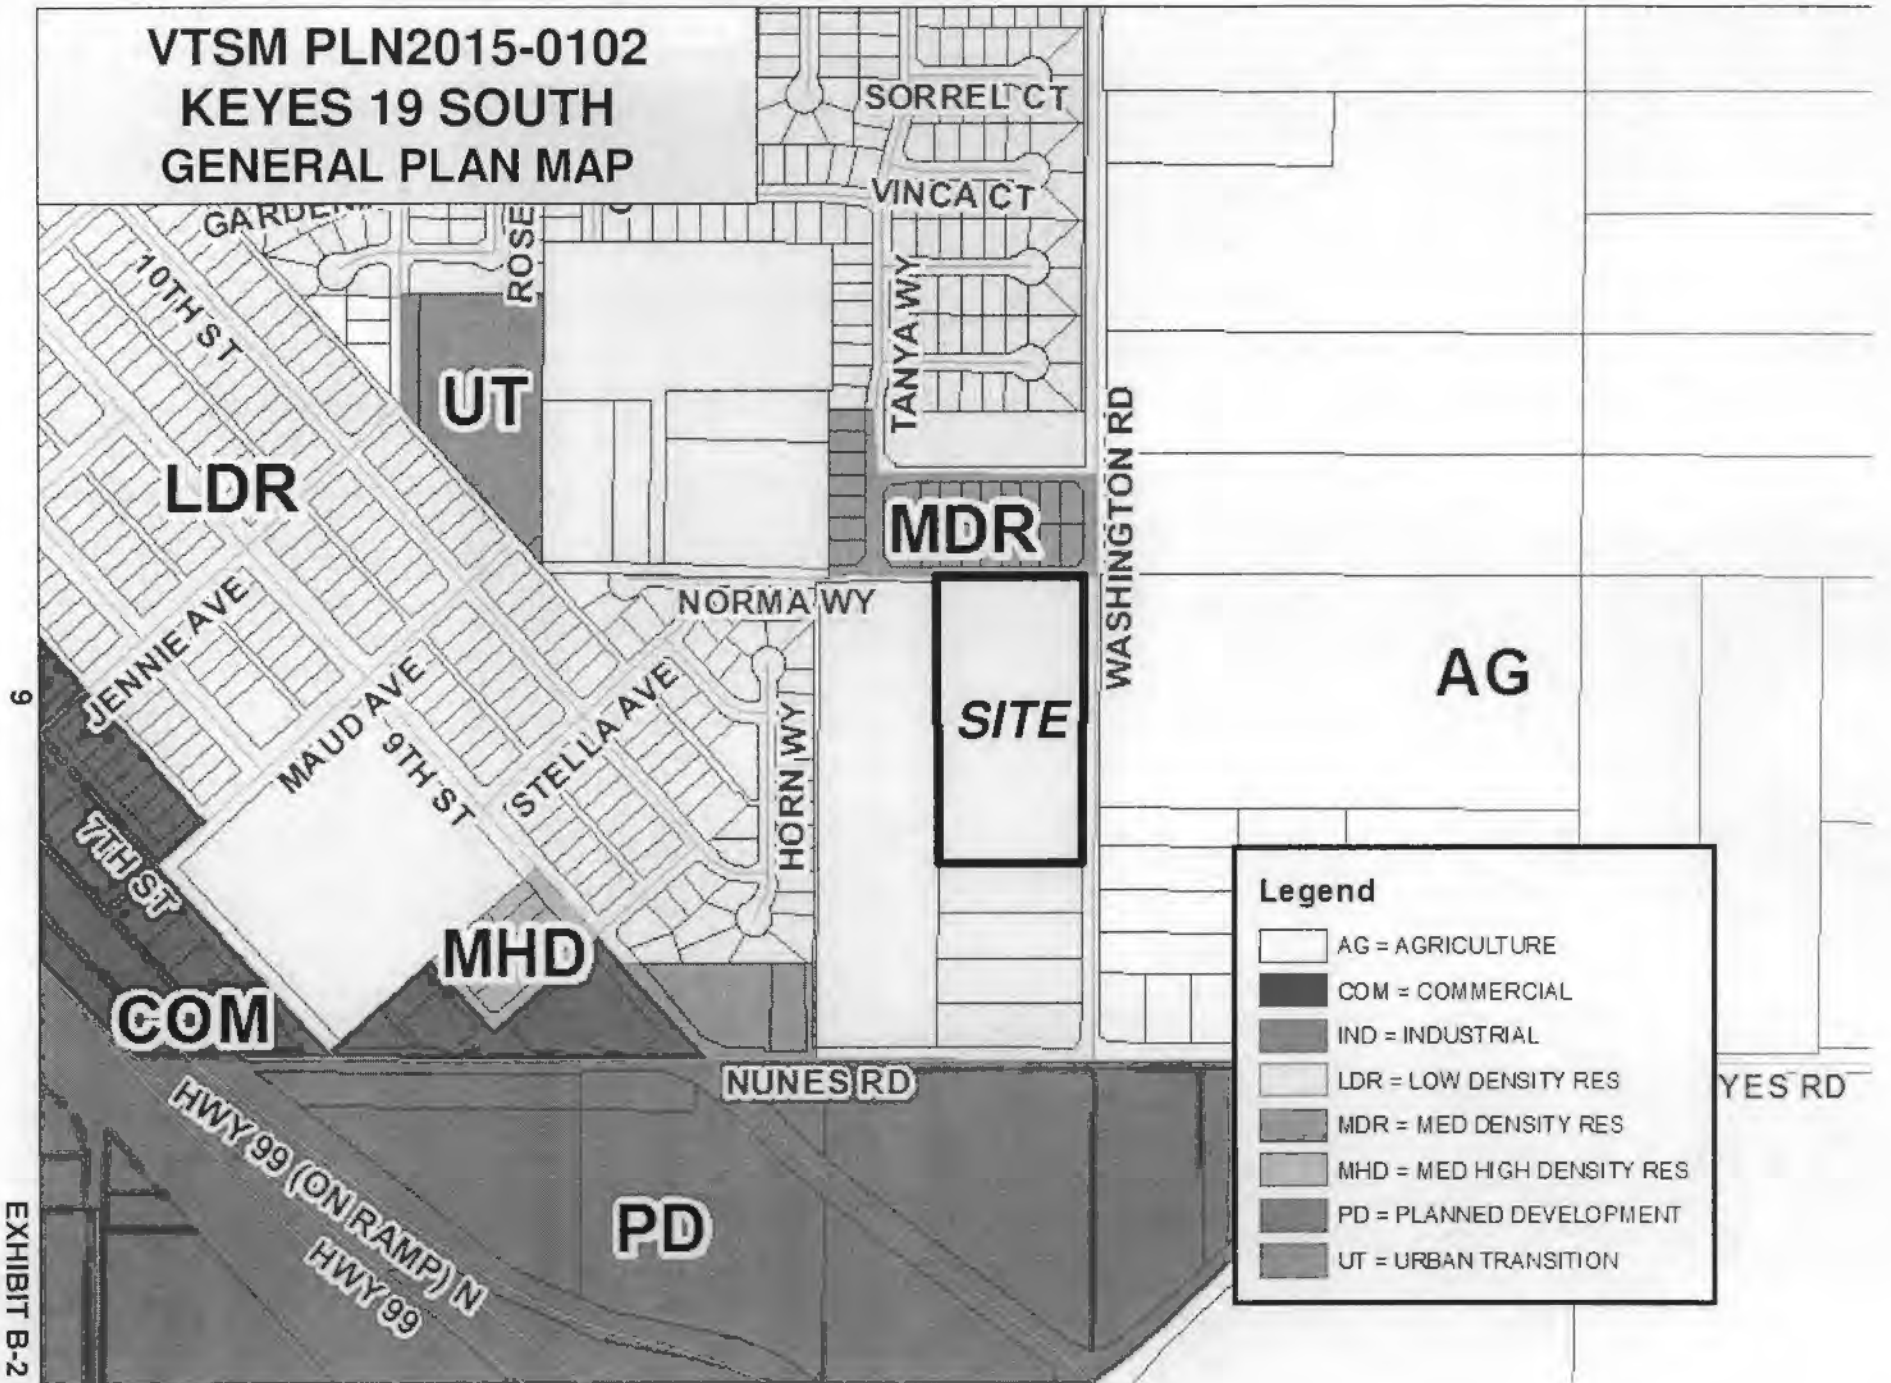 VTSM PLN2015-0102
KEYES 19 SOUTH
GENERAL PLAN MAP
SORREL CT
VINCA CT
ROSE
10TH ST
TANYA WY
UT
LDR
MDR
WASHINGTON RD
NORMA WY
JENNIE AVE
MAUD AVE
9TH ST
STELLA AVE
HORN WY
SITE
AG
7TH ST
MHD
COM
NUNES RD
YES RD
HWY 99 (ON RAMP) N
HWY 99
PD
Legend
AG = AGRICULTURE
COM = COMMERCIAL
IND = INDUSTRIAL
LDR = LOW DENSITY RES
MDR = MED DENSITY RES
MHD = MED HIGH DENSITY RES
PD = PLANNED DEVELOPMENT
UT = URBAN TRANSITION
9
EXHIBIT B-2